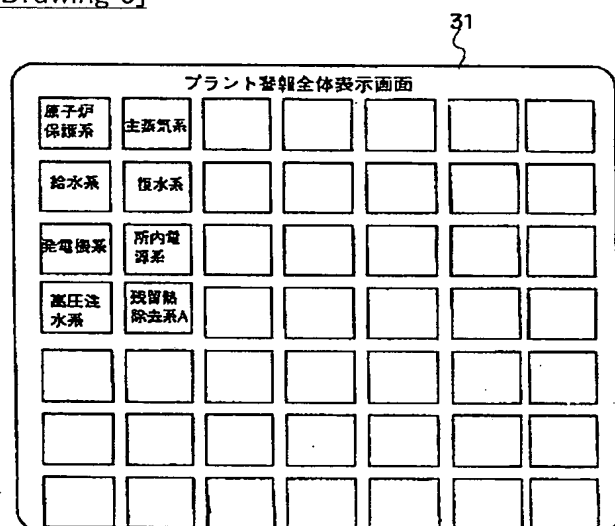 31
プラント警報全体表示画面
原子炉
保護系
主蒸気系
給水系
復水系
発電機系
所内電
源系
高圧注
水系
残留熱
除去系A